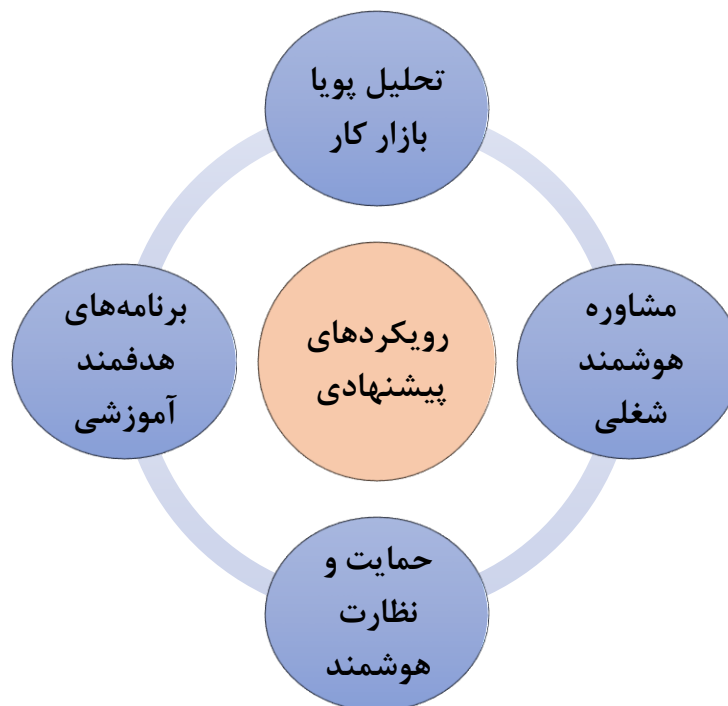 تحلیل پویا
بازار کار
مشاوره
هوشمند
شغلی
رویکردهای
پیشنهادی
برنامه‌های
هدفمند
آموزشی
حمایت و
نظارت
هوشمند